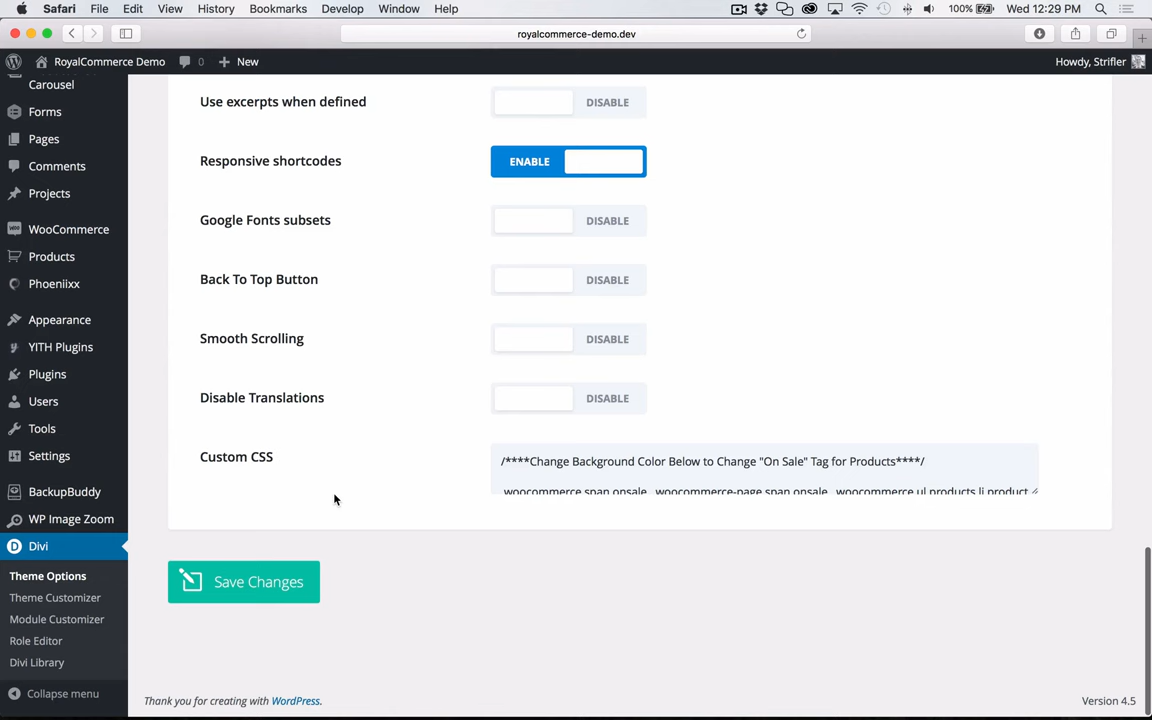 Safari File Edit View History Bookmarks Develop Window Help 100% Wed 12:29 PM
royalcommerce-demo.dev
RoyalCommerce Demo 0 New Howdy, Strifler
Carousel
Forms
Pages
Comments
Projects
WooCommerce
Products
Phoeniixx
Appearance
YITH Plugins
Plugins
Users
Tools
Settings
BackupBuddy
WP Image Zoom
D Divi
Theme Options
Theme Customizer
Module Customizer
Role Editor
Divi Library
Collapse menu
Use excerpts when defined DISABLE
Responsive shortcodes ENABLE
Google Fonts subsets DISABLE
Back To Top Button DISABLE
Smooth Scrolling DISABLE
Disable Translations DISABLE
Custom CSS /****Change Background Color Below to Change "On Sale" Tag for Products****/
.woocommerce span.onsale, .woocommerce-page span.onsale, .woocommerce ul.products li.product
Save Changes
Thank you for creating with WordPress. Version 4.5